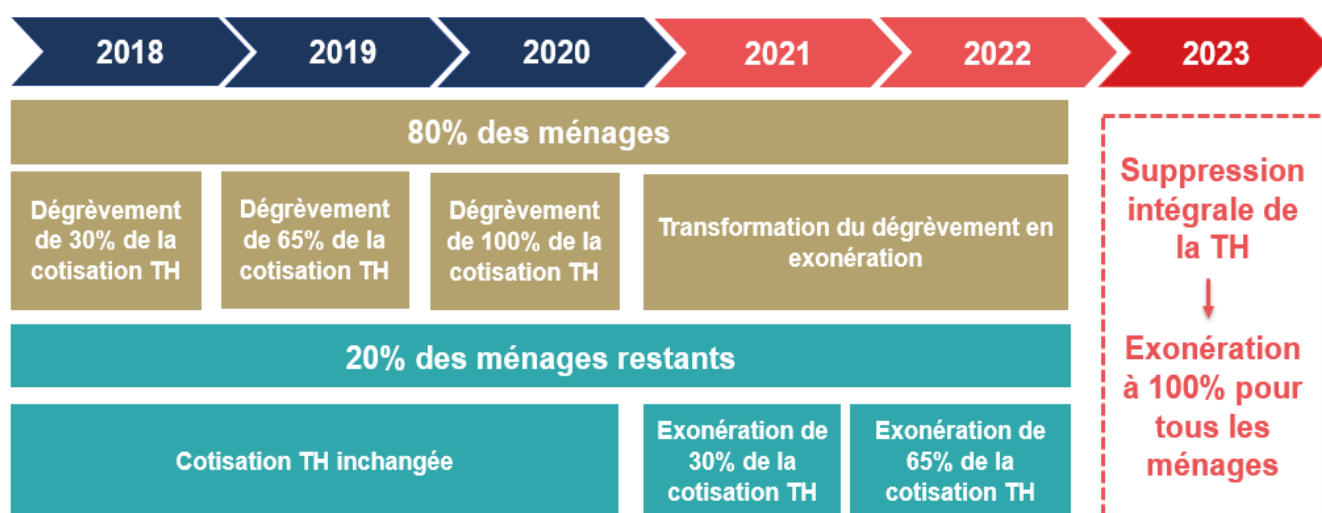 2018 2019 2020 2021 2022 2023
80% des ménages
Dégrèvement
de 30% de la
cotisation TH
Dégrèvement
de 65% de la
cotisation TH
Dégrèvement
de 100% de la
cotisation TH
Transformation du dégrèvement en
exonération
20% des ménages restants
Cotisation TH inchangée
Exonération de
30% de la
cotisation TH
Exonération de
65% de la
cotisation TH
Suppression
intégrale de
la TH
Exonération
à 100% pour
tous les
ménages